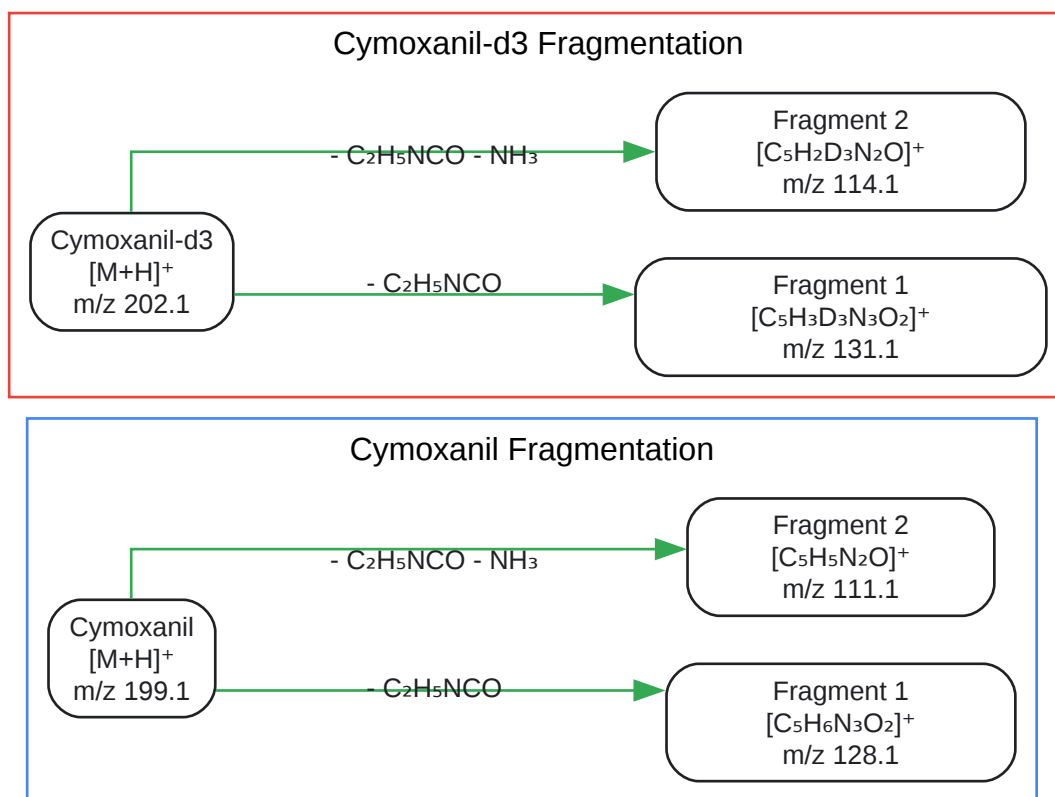 Cymoxanil-d3 Fragmentation
- C₂H₅NCO - NH₃
Fragment 2
[C₅H₂D₃N₂O]⁺
m/z 114.1
Cymoxanil-d3
[M+H]⁺
m/z 202.1
- C₂H₅NCO
Fragment 1
[C₅H₃D₃N₃O₂]⁺
m/z 131.1
Cymoxanil Fragmentation
- C₂H₅NCO - NH₃
Fragment 2
[C₅H₅N₂O]⁺
m/z 111.1
Cymoxanil
[M+H]⁺
m/z 199.1
- C₂H₅NCO
Fragment 1
[C₅H₆N₃O₂]⁺
m/z 128.1